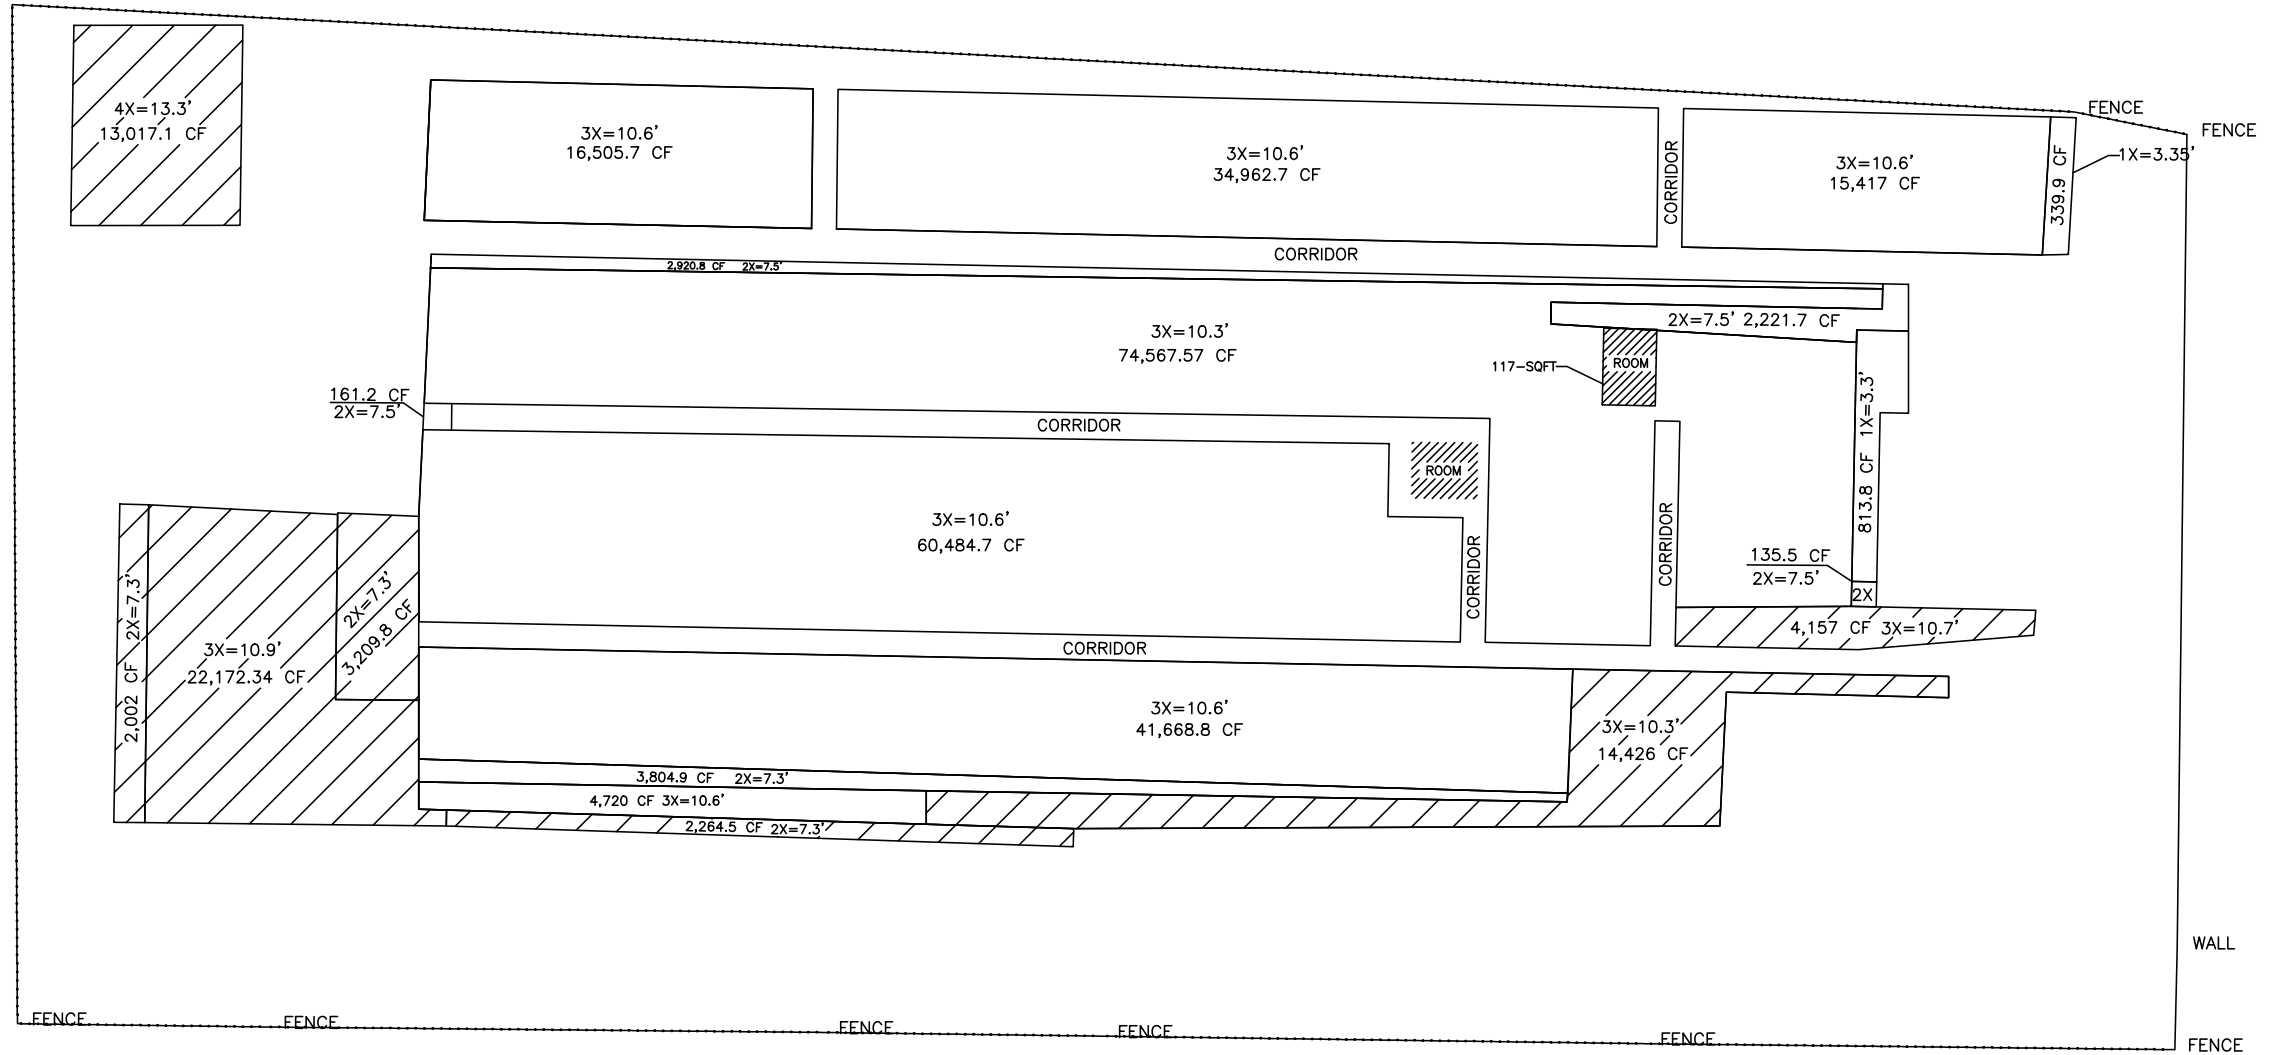 FENCE
FENCE
4X=13.3'
13,017.1 CF
3X=10.6'
16,505.7 CF
3X=10.6'
34,962.7 CF
CORRIDOR
3X=10.6'
15,417 CF
339.9 CF
1X=3.35'
CORRIDOR
2,920.8 CF 2X=7.5'
3X=10.3'
74,567.57 CF
2X=7.5' 2,221.7 CF
117-SQFT
ROOM
161.2 CF
2X=7.5'
CORRIDOR
ROOM
813.8 CF 1X=3.3'
3X=10.6'
60,484.7 CF
CORRIDOR
CORRIDOR
135.5 CF
2X=7.5'
2X
2,002 CF 2X=7.3'
3X=10.9'
22,172.34 CF
2X=7.3'
3,209.8 CF
4,157 CF 3X=10.7'
CORRIDOR
3X=10.6'
41,668.8 CF
3X=10.3'
14,426 CF
3,804.9 CF 2X=7.3'
4,720 CF 3X=10.6'
2,264.5 CF 2X=7.3'
WALL
FENCE
FENCE
FENCE
FENCE
FENCE
FENCE